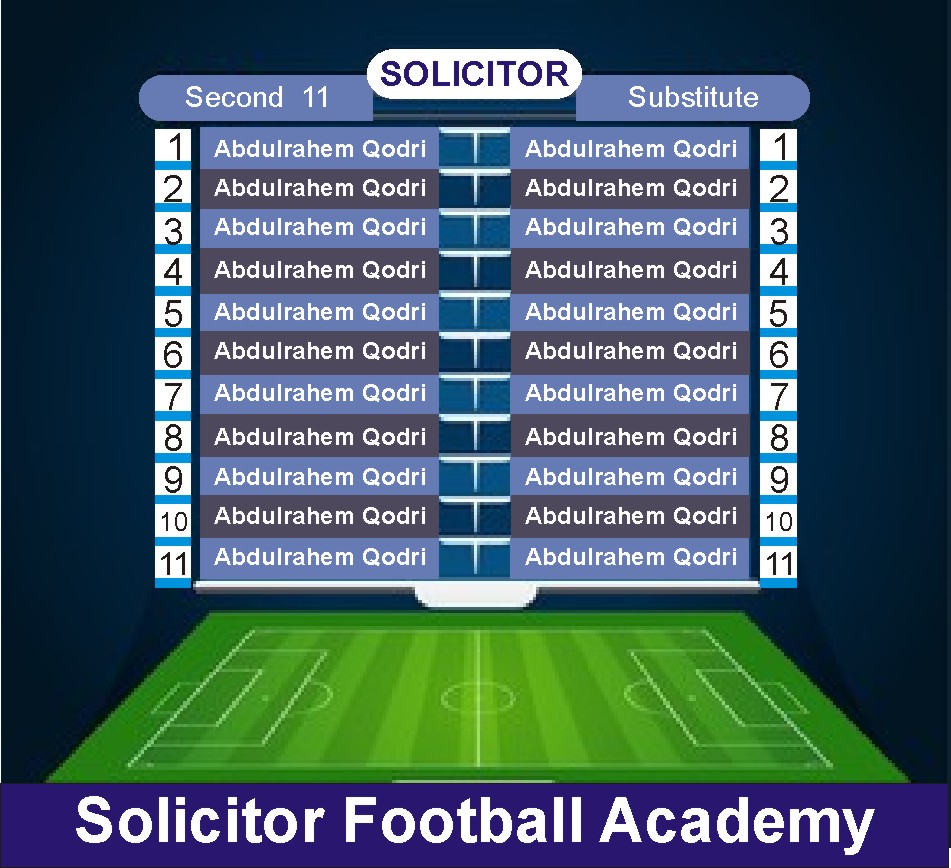 SOLICITOR
Second 11 Substitute
1 Abdulrahem Qodri Abdulrahem Qodri 1
2 Abdulrahem Qodri Abdulrahem Qodri 2
3 Abdulrahem Qodri Abdulrahem Qodri 3
4 Abdulrahem Qodri Abdulrahem Qodri 4
5 Abdulrahem Qodri Abdulrahem Qodri 5
6 Abdulrahem Qodri Abdulrahem Qodri 6
7 Abdulrahem Qodri Abdulrahem Qodri 7
8 Abdulrahem Qodri Abdulrahem Qodri 8
9 Abdulrahem Qodri Abdulrahem Qodri 9
10 Abdulrahem Qodri Abdulrahem Qodri 10
11 Abdulrahem Qodri Abdulrahem Qodri 11
Solicitor Football Academy